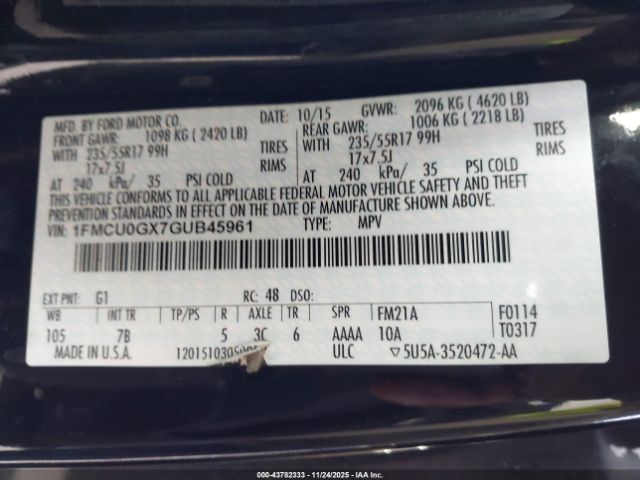 MFD. BY FORD MOTOR CO. DATE: 10/15 GVWR: 2096 KG ( 4620 LB)
FRONT GAWR: 1098 KG ( 2420 LB) REAR GAWR: 1006 KG ( 2218 LB)
WITH 235/55R17 99H TIRES WITH 235/55R17 99H TIRES
17x7.5J RIMS 17x7.5J RIMS
AT 240 kPa/ 35 PSI COLD AT 240 kPa/ 35 PSI COLD
THIS VEHICLE CONFORMS TO ALL APPLICABLE FEDERAL MOTOR VEHICLE SAFETY AND THEFT
PREVENTION STANDARDS IN EFFECT ON THE DATE OF MANUFACTURE SHOWN ABOVE.
VIN: 1FMCU0GX7GUB45961 TYPE: MPV
EXT PNT: G1 RC: 48 DSO:
WB INT TR TP/PS R AXLE TR SPR FM21A F0114
105 7B 5 3C 6 AAAA 10A T0317
MADE IN U.S.A. ULC ▽5U5A-3520472-AA
000-43782333 - 11/24/2025 - IAA Inc.